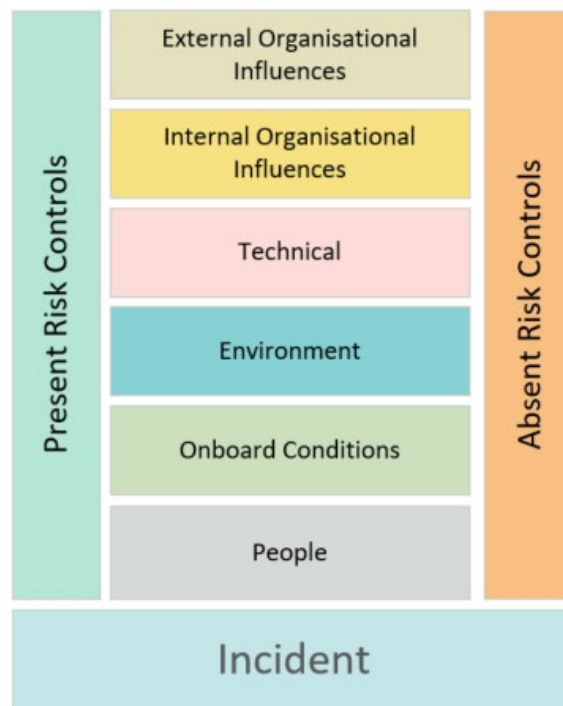 Present Risk Controls
External Organisational
Influences
Internal Organisational
Influences
Technical
Environment
Onboard Conditions
People
Absent Risk Controls
Incident